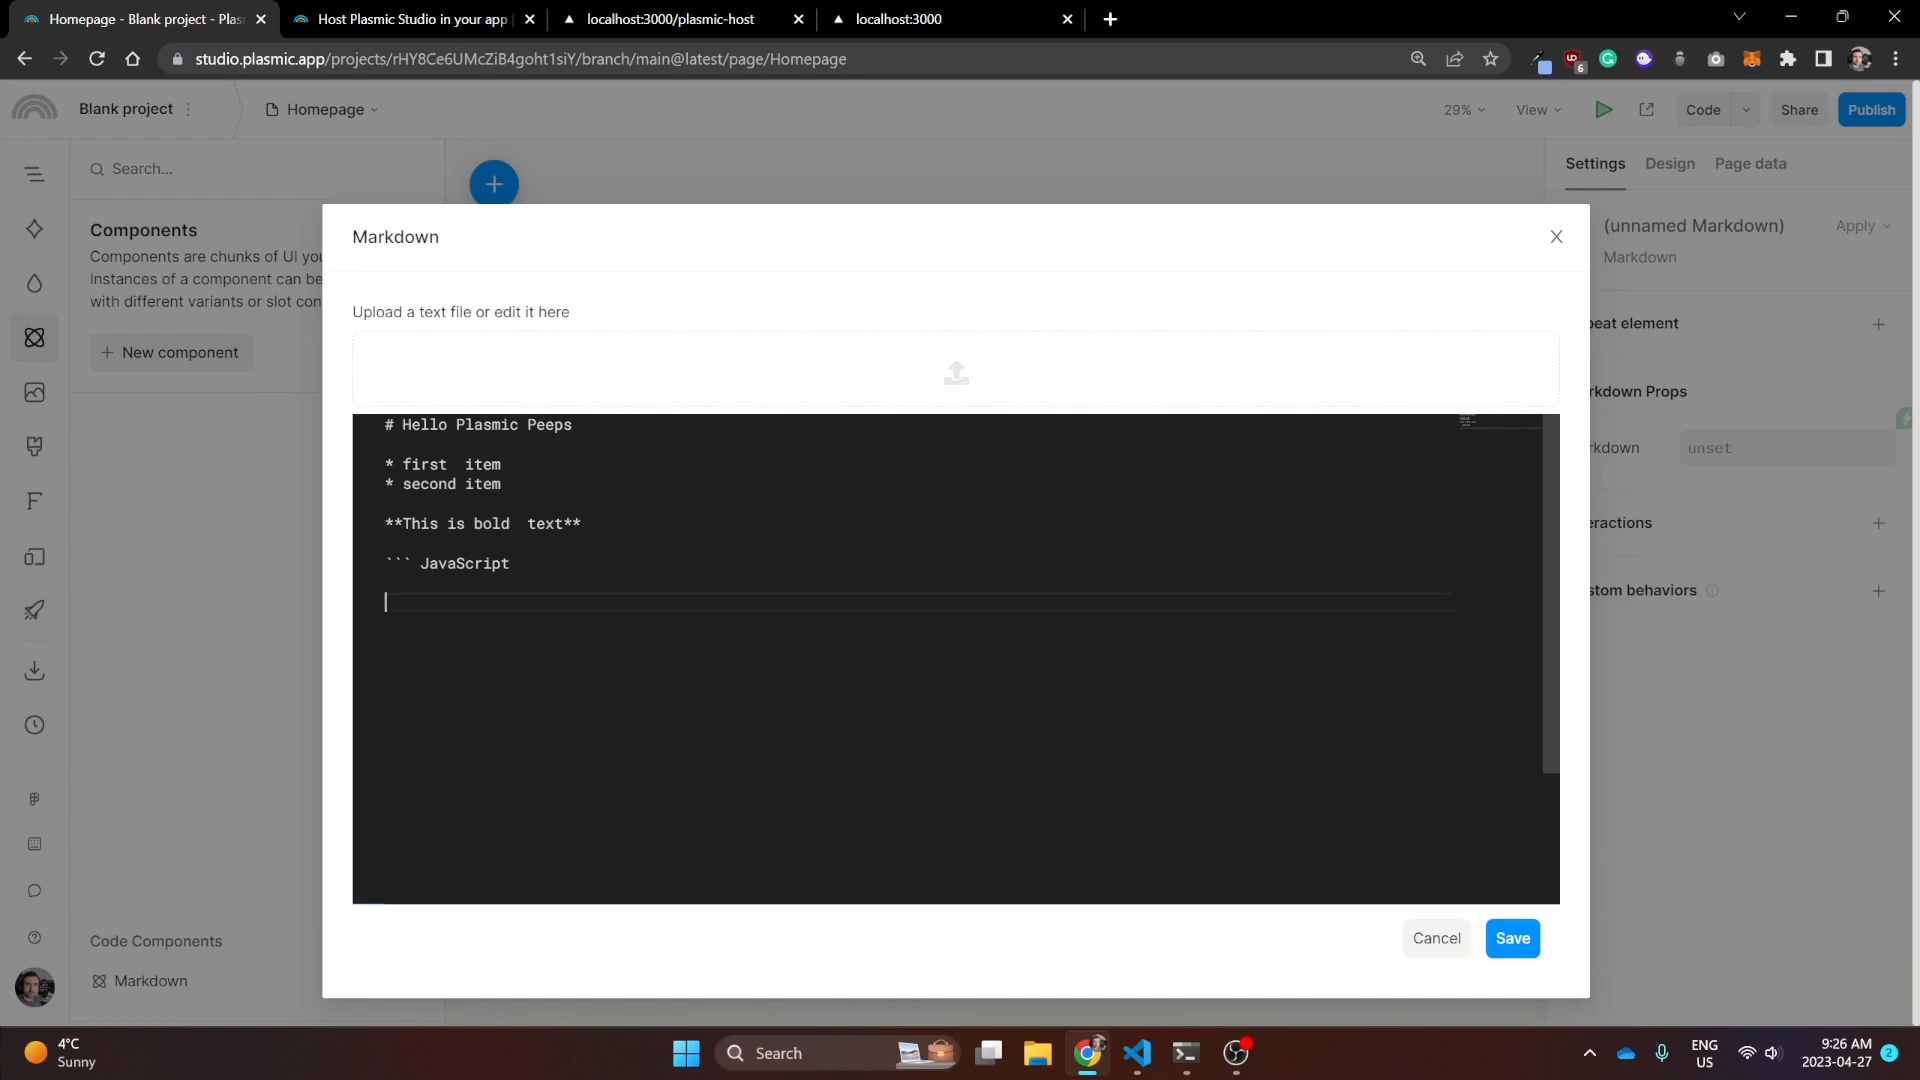 Homepage - Blank project - Plas
Host Plasmic Studio in your app
localhost:3000/plasmic-host
localhost:3000
studio.plasmic.app/projects/rHY8Ce6UMcZiB4goht1siY/branch/main@latest/page/Homepage
6
Blank project
Homepage
29%
View
Code
Share
Publish
Search...
Settings
Design
Page data
Components
Components are chunks of UI you
Instances of a component can be
with different variants or slot con
New component
Markdown
Upload a text file or edit it here
# Hello Plasmic Peeps
* first  item
* second item
**This is bold  text**
``` JavaScript
Cancel
Save
(unnamed Markdown)
Apply
Markdown
peat element
rkdown Props
rkdown
unset
eractions
stom behaviors
Code Components
Markdown
4°C
Sunny
Search
ENG
US
9:26 AM
2023-04-27
2